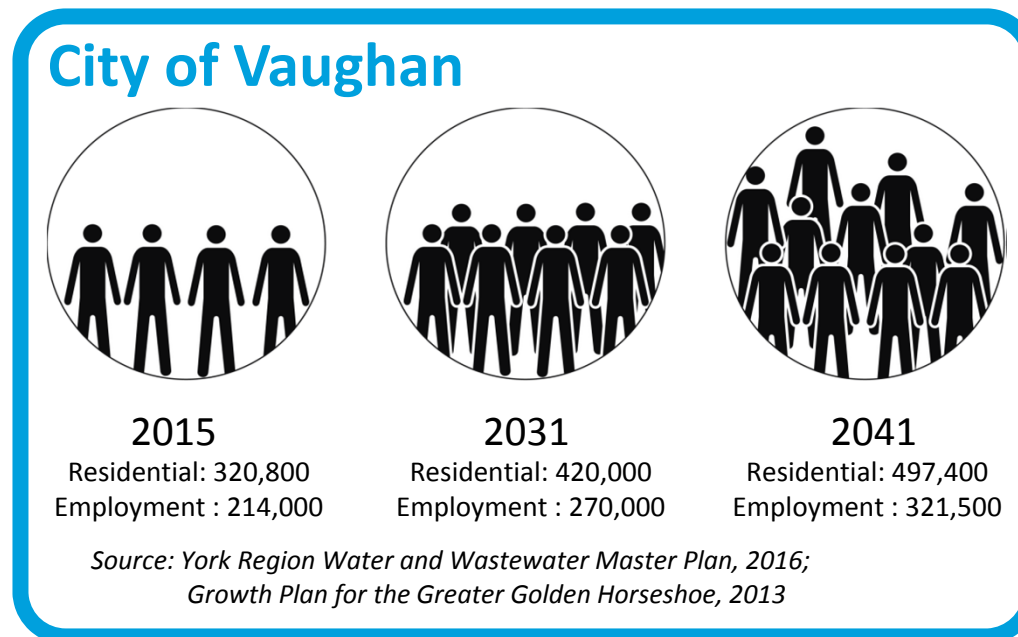 City of Vaughan
2015
Residential: 320,800
Employment : 214,000
2031
Residential: 420,000
Employment : 270,000
2041
Residential: 497,400
Employment : 321,500
Source: York Region Water and Wastewater Master Plan, 2016;
Growth Plan for the Greater Golden Horseshoe, 2013